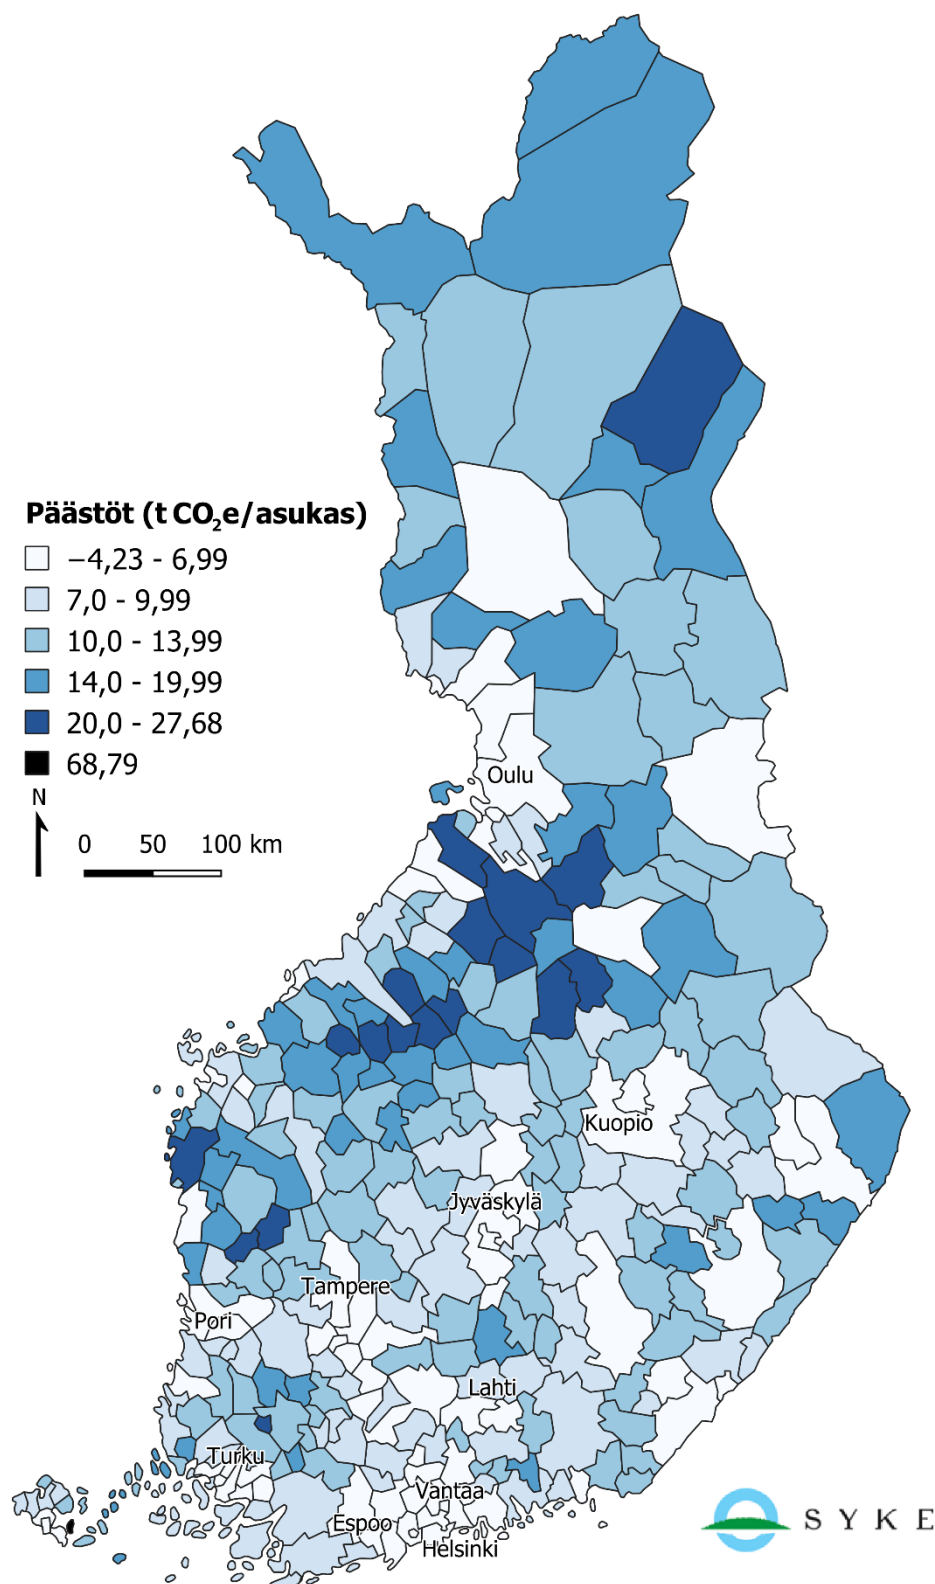 Päästöt (t CO₂e/asukas)
−4,23 - 6,99
7,0 - 9,99
10,0 - 13,99
14,0 - 19,99
20,0 - 27,68
68,79
N
0 50 100 km
Oulu
Kuopio
Jyväskylä
Tampere
Pori
Lahti
Turku
Vantaa
Espoo
Helsinki
SYKE